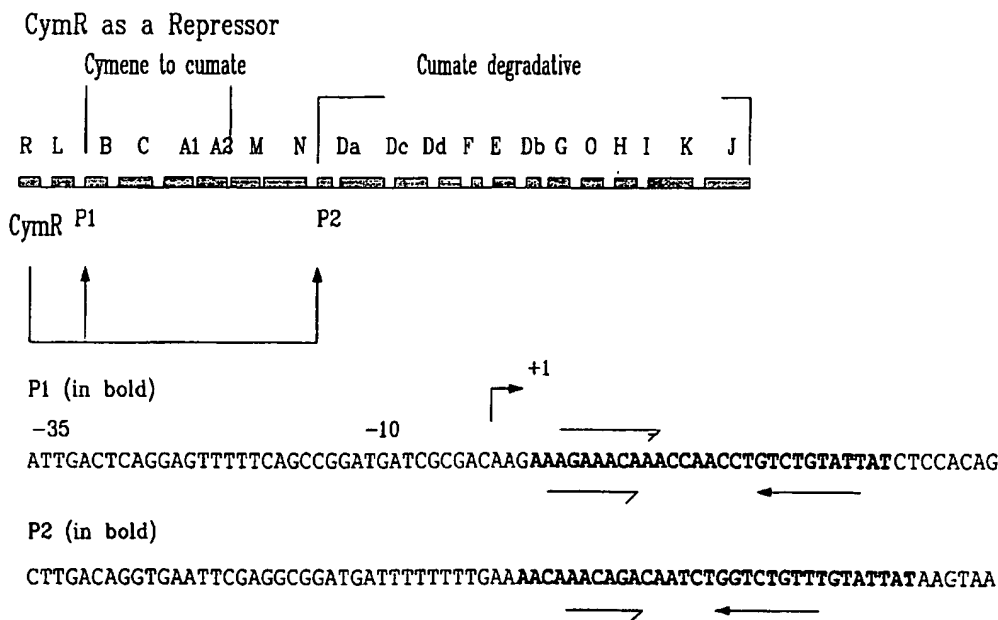 CymR as a Repressor
Cymene to cumate
Cumate degradative
R L B C A1 A2 M N Da Dc Dd F E Db G O H I K J
CymR P1 P2
P1 (in bold)
+1
-35 -10
ATTGACTCAGGAGTTTTTCAGCCGGATGATCGCGACAAGAAAGAAACAAACCAACCTGTCTGTATTATCTCCACAG
P2 (in bold)
CTTGACAGGTGAATTCGAGGCGGATGATTTTTTTTGAAAACAAACAGACAATCTGGTCTGTTTGTATTATAAGTAA